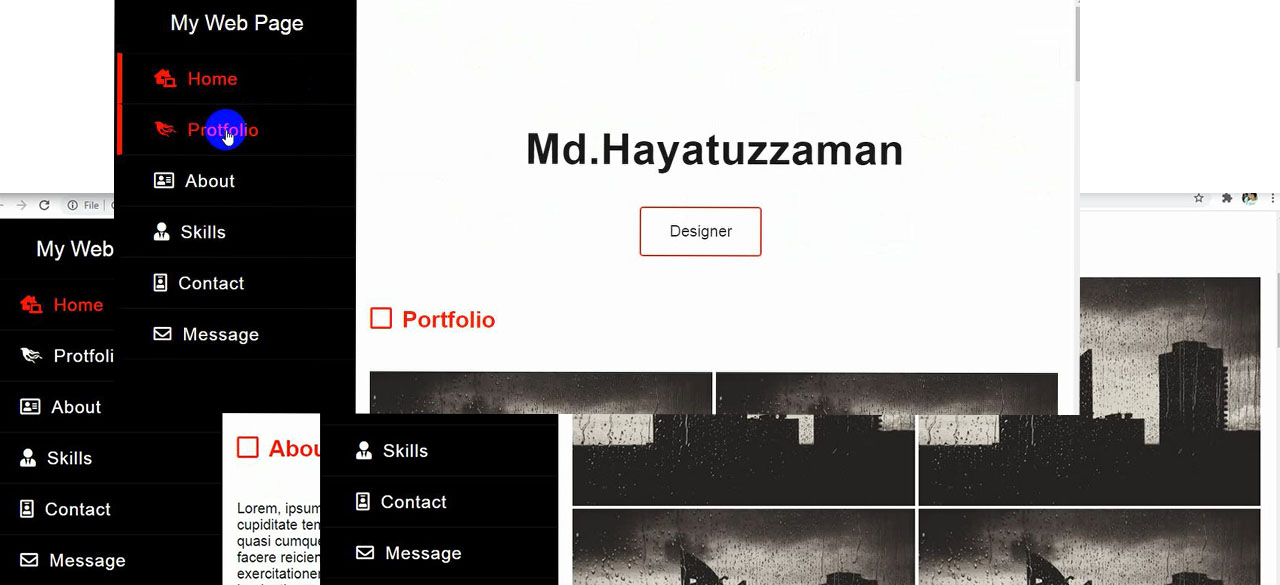 My Web Page
Home
Protfolio
About
Skills
Contact
Message
Md.Hayatuzzaman
Designer
Portfolio
File
My Web
Home
Protfoli
About
Skills
Contact
Message
Abou
Lorem, ipsum
cupiditate ten
quasi cumque
facere reicien
exercitationem
Skills
Contact
Message